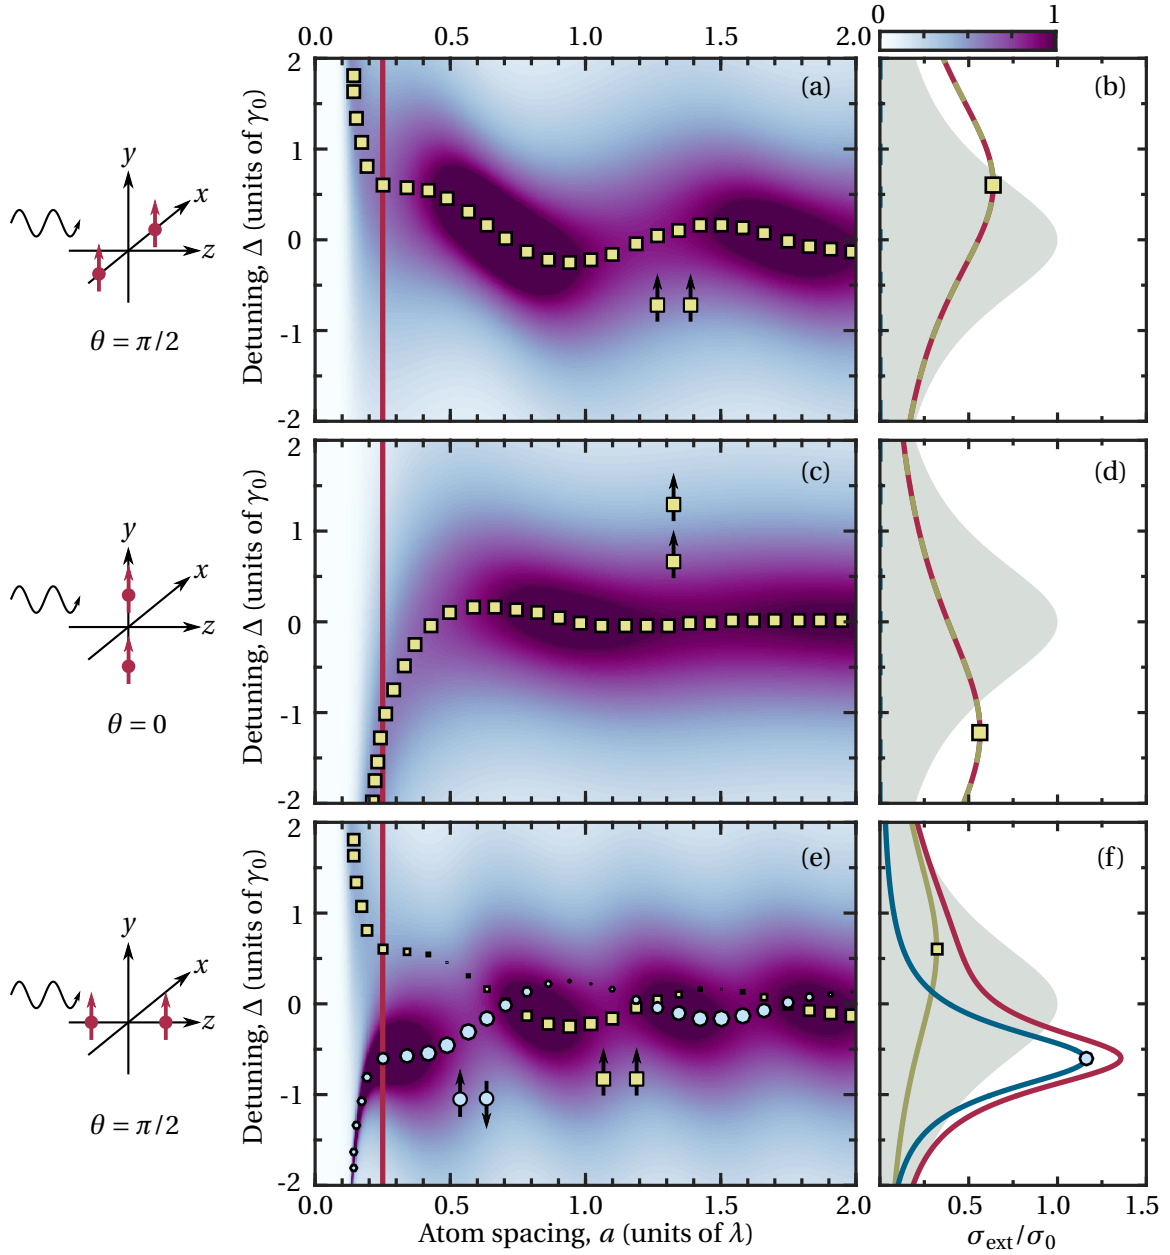 0.0 0.5 1.0 1.5 2.0
0 1
2
1
0
-1
-2
Detuning, Δ (units of γ0)
(a)
(b)
y
x
z
θ = π/2
2
1
0
-1
-2
Detuning, Δ (units of γ0)
(c)
(d)
y
x
z
θ = 0
2
1
0
-1
-2
Detuning, Δ (units of γ0)
(e)
(f)
y
x
z
θ = π/2
0.0 0.5 1.0 1.5 2.0
Atom spacing, a (units of λ)
0.5 1.0 1.5
σext/σ0